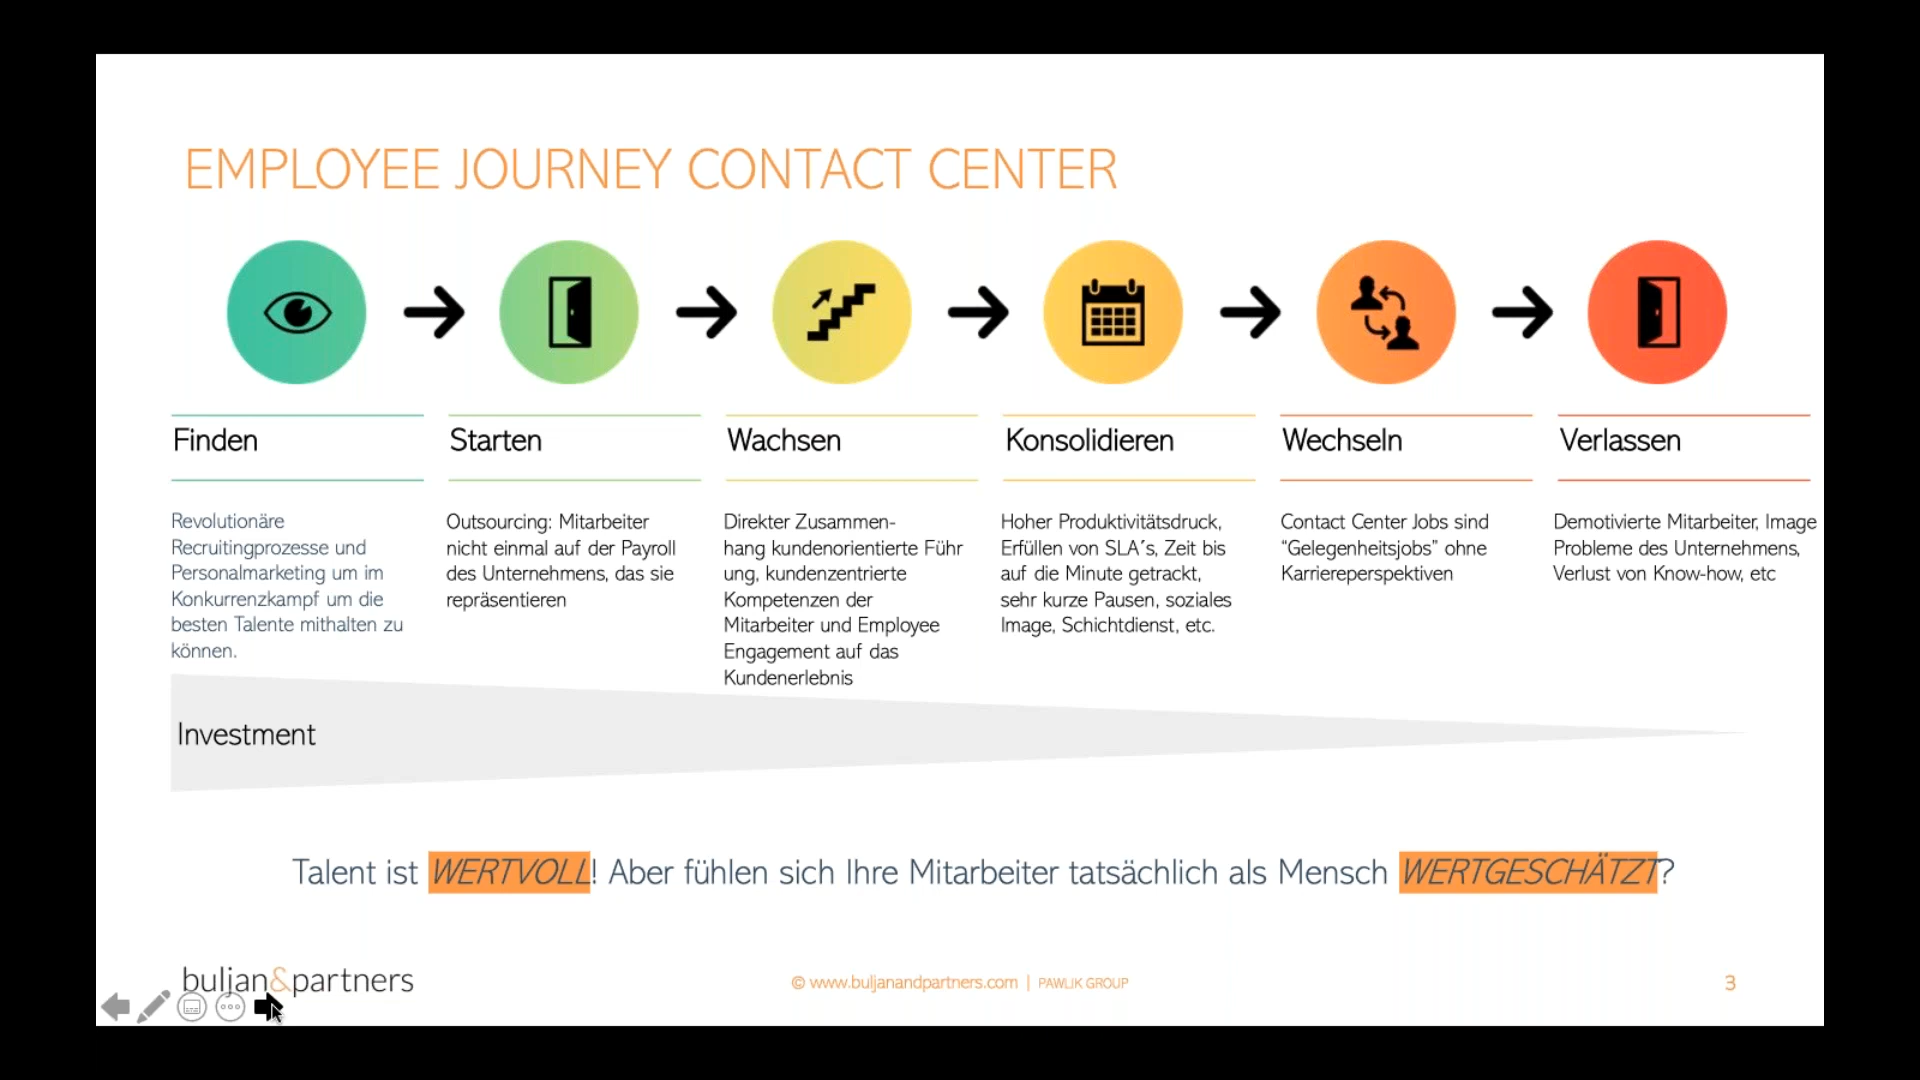 EMPLOYEE JOURNEY CONTACT CENTER
Finden
Revolutionäre
Recruitingprozesse und
Personalmarketing um im
Konkurrenzkampf um die
besten Talente mithalten zu
können.
Starten
Outsourcing: Mitarbeiter
nicht einmal auf der Payroll
des Unternehmens, das sie
repräsentieren
Wachsen
Direkter Zusammen-
hang kundenorientierte Führ
ung, kundenzentrierte
Kompetenzen der
Mitarbeiter und Employee
Engagement auf das
Kundenerlebnis
Konsolidieren
Hoher Produktivitätsdruck,
Erfüllen von SLA´s, Zeit bis
auf die Minute getrackt,
sehr kurze Pausen, soziales
Image, Schichtdienst, etc.
Wechseln
Contact Center Jobs sind
“Gelegenheitsjobs” ohne
Karriereperspektiven
Verlassen
Demotivierte Mitarbeiter, Image
Probleme des Unternehmens,
Verlust von Know-how, etc
Investment
Talent ist WERTVOLL! Aber fühlen sich Ihre Mitarbeiter tatsächlich als Mensch WERTGESCHÄTZT?
buljan&partners
© www.buljanandpartners.com | PAWLIK GROUP
3